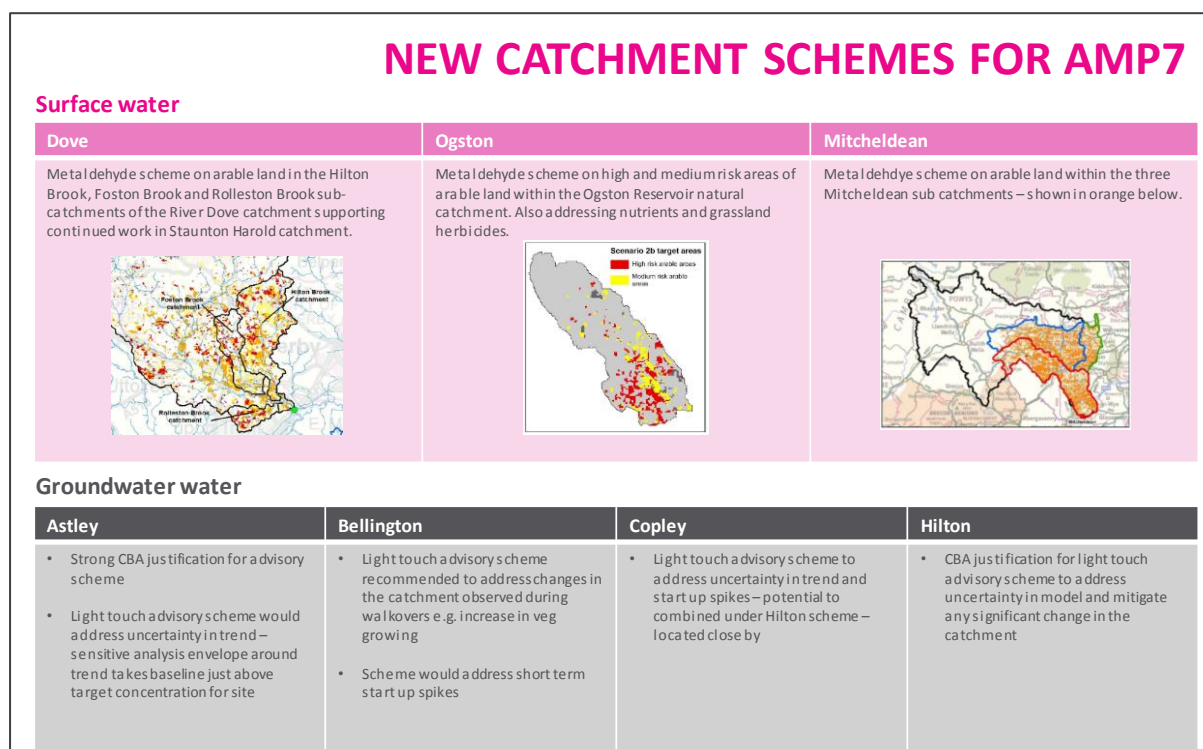 NEW CATCHMENT SCHEMES FOR AMP7
Surface water
Dove
Metaldehyde scheme on arable land in the Hilton
Brook, Foston Brook and Rolleston Brook sub-
catchments of the River Dove catchment supporting
continued work in Staunton Harold catchment.
Foston Brook
catchment
Hilton Brook
catchment
Rolleston Brook
catchment
Ogston
Metaldehyde scheme on high and medium risk areas of
arable land within the Ogston Reservoir natural
catchment. Also addressing nutrients and grassland
herbicides.
Scenario 2b target areas
High risk arable areas
Medium risk arable
areas
Mitcheldean
Metaldehdye scheme on arable land within the three
Mitcheldean sub catchments – shown in orange below.
POWYS
Groundwater water
Astley
• Strong CBA justification for advisory
scheme
• Light touch advisory scheme would
address uncertainty in trend –
sensitive analysis envelope around
trend takes baseline just above
target concentration for site
Bellington
• Light touch advisory scheme
recommended to address changes in
the catchment observed during
walkovers e.g. increase in veg
growing
• Scheme would address short term
start up spikes
Copley
• Light touch advisory scheme to
address uncertainty in trend and
start up spikes – potential to
combined under Hilton scheme –
located close by
Hilton
• CBA justification for light touch
advisory scheme to address
uncertainty in model and mitigate
any significant change in the
catchment